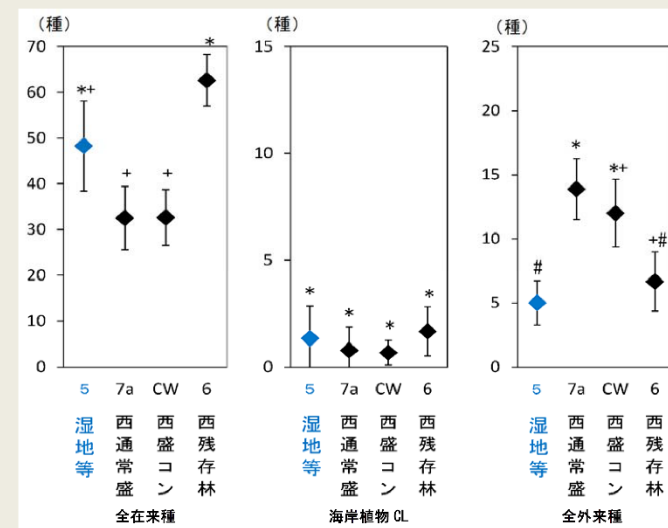 （種）
70
60
50
40
30
20
10
0
*+
+
+
*
5 7a CW 6
湿地等
西通常盛
西盛コン
西残存林
全在来種
（種）
15
10
5
0
*
*
*
*
5 7a CW 6
湿地等
西通常盛
西盛コン
西残存林
海岸植物 CL
（種）
25
20
15
10
5
0
#
*
*+
+#
5 7a CW 6
湿地等
西通常盛
西盛コン
西残存林
全外来種